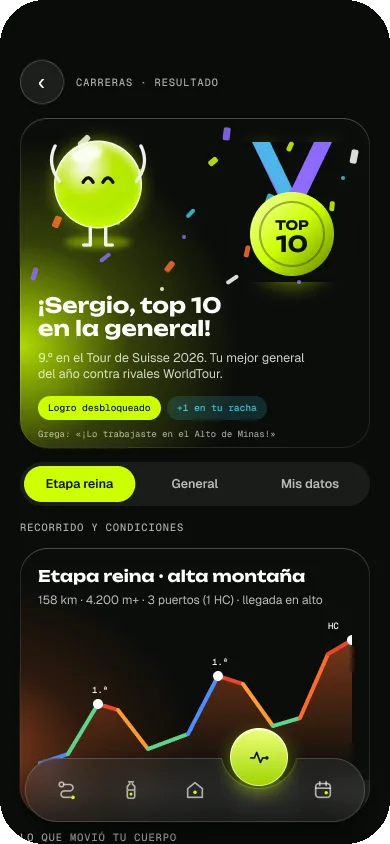 CARRERAS · RESULTADO
TOP
10
¡Sergio, top 10
en la general!
9.º en el Tour de Suisse 2026. Tu mejor general
del año contra rivales WorldTour.
Logro desbloqueado
+1 en tu racha
Grega: «¡Lo trabajaste en el Alto de Minas!»
Etapa reina
General
Mis datos
RECORRIDO Y CONDICIONES
Etapa reina · alta montaña
158 km · 4.200 m+ · 3 puertos (1 HC) · llegada en alto
HC
1.ª
1.ª
LO QUE MOVIÓ TU CUERPO